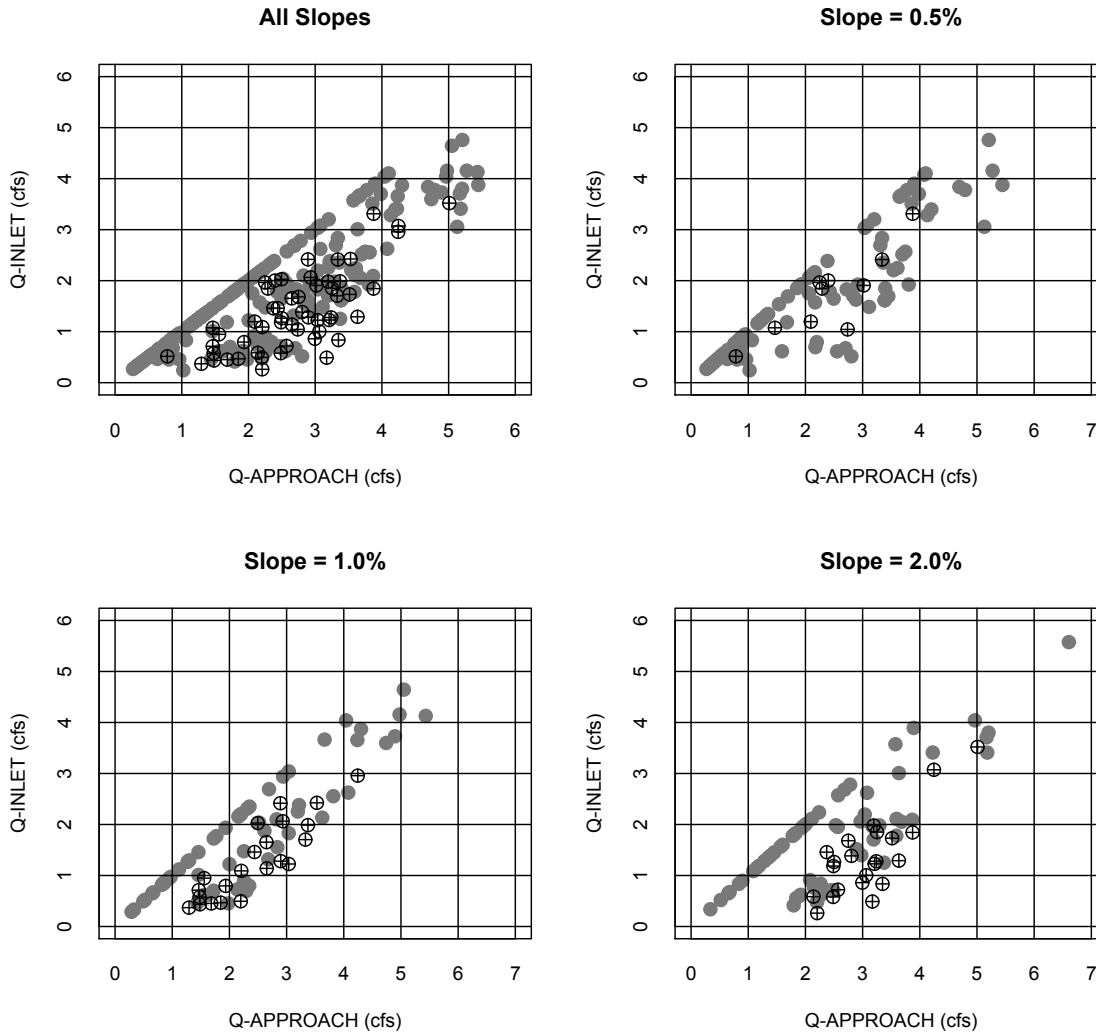 All Slopes
Q-INLET (cfs)
6
5
4
3
2
1
0
0 1 2 3 4 5 6
Q-APPROACH (cfs)
Slope = 0.5%
Q-INLET (cfs)
6
5
4
3
2
1
0
0 1 2 3 4 5 6 7
Q-APPROACH (cfs)
Slope = 1.0%
Q-INLET (cfs)
6
5
4
3
2
1
0
0 1 2 3 4 5 6 7
Q-APPROACH (cfs)
Slope = 2.0%
Q-INLET (cfs)
6
5
4
3
2
1
0
0 1 2 3 4 5 6 7
Q-APPROACH (cfs)